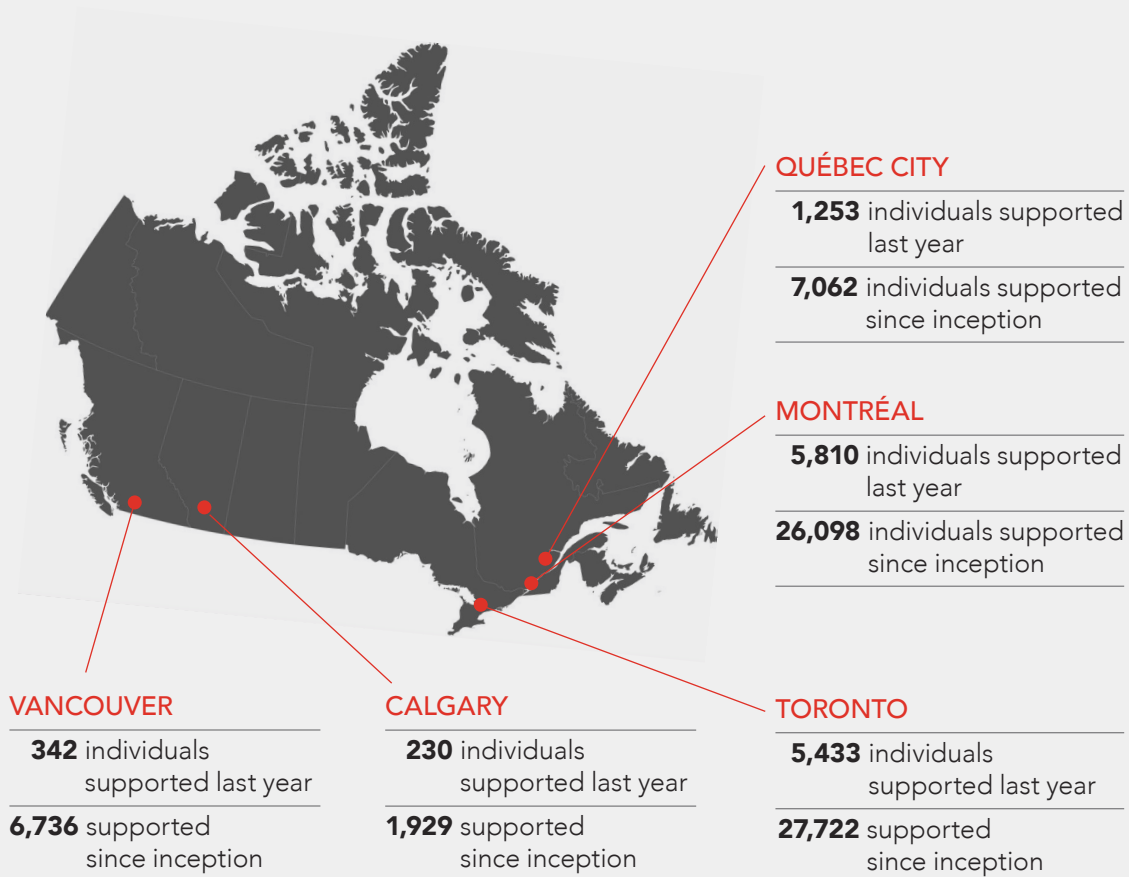 QUÉBEC CITY
1,253 individuals supported
last year
7,062 individuals supported
since inception
MONTRÉAL
5,810 individuals supported
last year
26,098 individuals supported
since inception
VANCOUVER
342 individuals
supported last year
6,736 supported
since inception
CALGARY
230 individuals
supported last year
1,929 supported
since inception
TORONTO
5,433 individuals
supported last year
27,722 supported
since inception